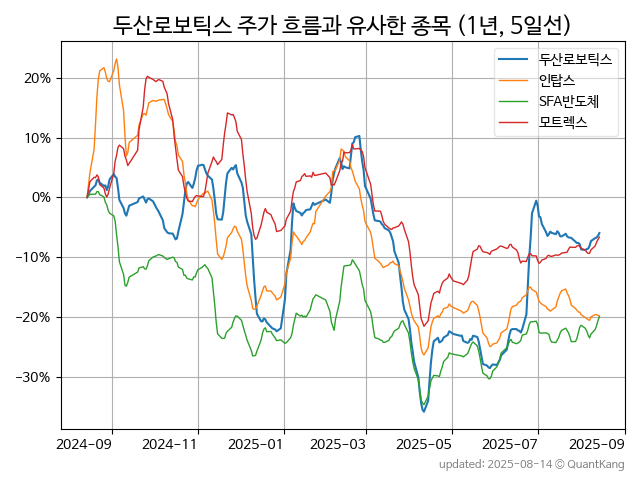 두산로보틱스 주가 흐름과 유사한 종목 (1년, 5일선)
두산로보틱스
인탑스
SFA반도체
모트렉스
20%
10%
0%
−10%
−20%
−30%
2024-09 2024-11 2025-01 2025-03 2025-05 2025-07 2025-09
updated: 2025-08-14 © QuantKang